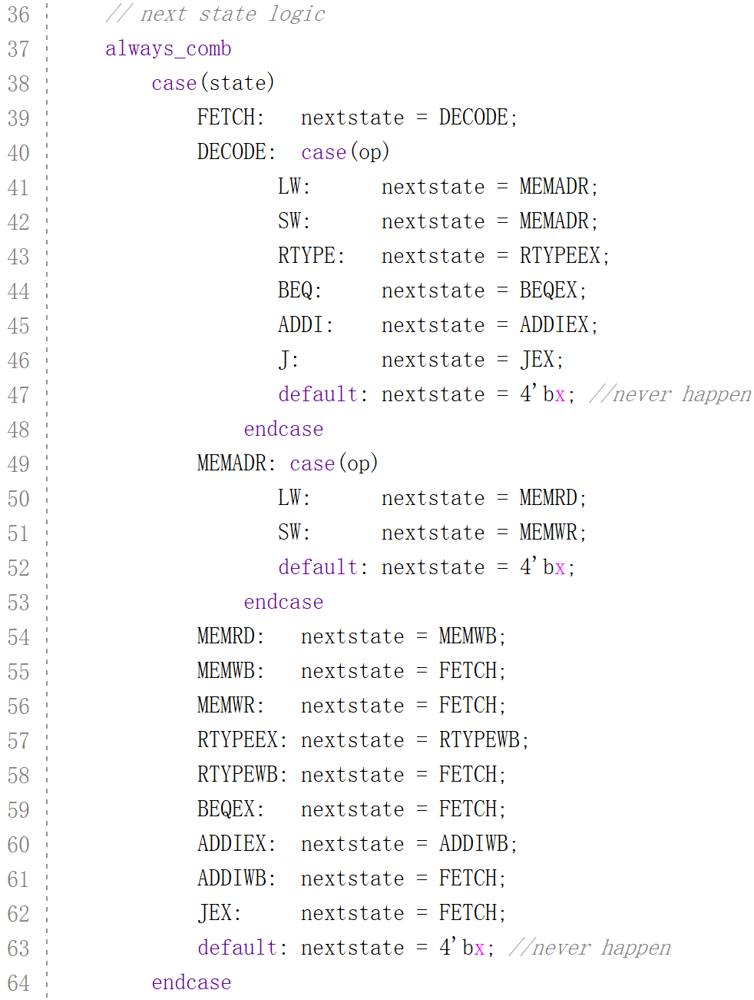 36 // next state logic
37 always_comb
38 case(state)
39 FETCH: nextstate = DECODE;
40 DECODE: case(op)
41 LW: nextstate = MEMADR;
42 SW: nextstate = MEMADR;
43 RTYPE: nextstate = RTYPEEX;
44 BEQ: nextstate = BEQEX;
45 ADDI: nextstate = ADDIEX;
46 J: nextstate = JEX;
47 default: nextstate = 4'bx; //never happen
48 endcase
49 MEMADR: case(op)
50 LW: nextstate = MEMRD;
51 SW: nextstate = MEMWR;
52 default: nextstate = 4'bx;
53 endcase
54 MEMRD: nextstate = MEMWB;
55 MEMWB: nextstate = FETCH;
56 MEMWR: nextstate = FETCH;
57 RTYPEEX: nextstate = RTYPEWB;
58 RTYPEWB: nextstate = FETCH;
59 BEQEX: nextstate = FETCH;
60 ADDIEX: nextstate = ADDIWB;
61 ADDIWB: nextstate = FETCH;
62 JEX: nextstate = FETCH;
63 default: nextstate = 4'bx; //never happen
64 endcase